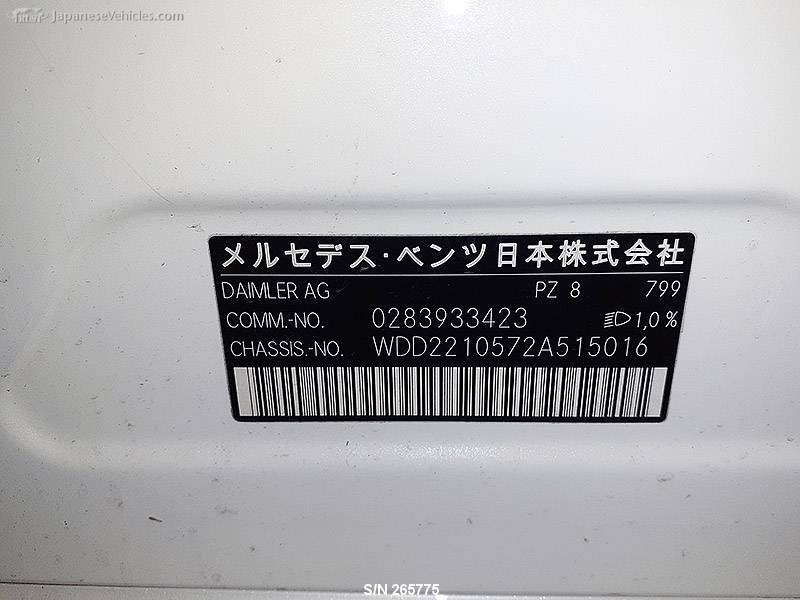 JapaneseVehicles.com
メルセデス・ベンツ日本株式会社
DAIMLER AG PZ 8 799
COMM.-NO. 0283933423 1,0%
CHASSIS.-NO. WDD2210572A515016
S/N 265775